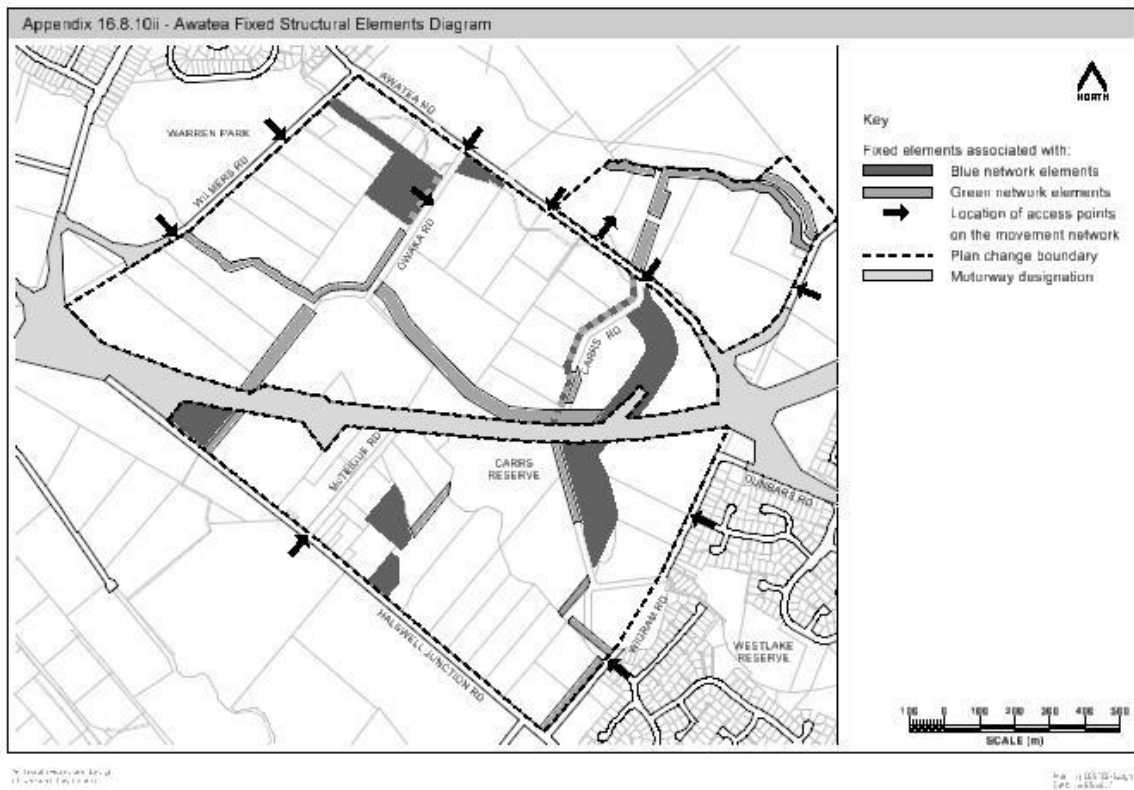 Appendix 16.8.10ii - Awatea Fixed Structural Elements Diagram
AWATEA RD
WARREN PARK
WILMERS RD
OWAKA RD
CARRS RD
McTEIGUE RD
CARRS
RESERVE
DUNBARS RD
HALSWELL JUNCTION RD
WIGRAM RD
WESTLAKE
RESERVE
NORTH
Key
Fixed elements associated with:
Blue network elements
Green network elements
Location of access points
on the movement network
Plan change boundary
Motorway designation
100 0 100 200 300 400 500
SCALE (m)